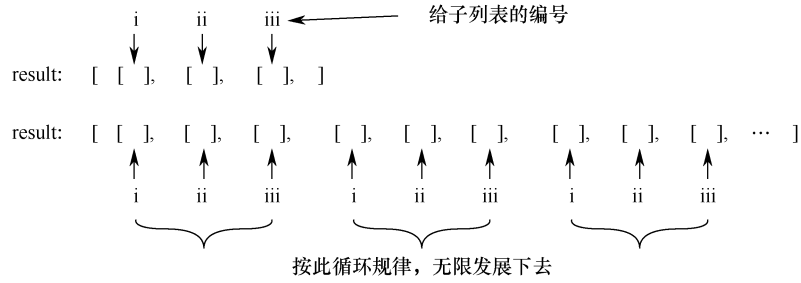 i ii iii 给子列表的编号
result: [ [ ], [ ], [ ], ]
result: [ [ ], [ ], [ ], [ ], [ ], [ ], [ ], [ ], [ ], ⋯ ]
i ii iii i ii iii i ii iii
按此循环规律，无限发展下去